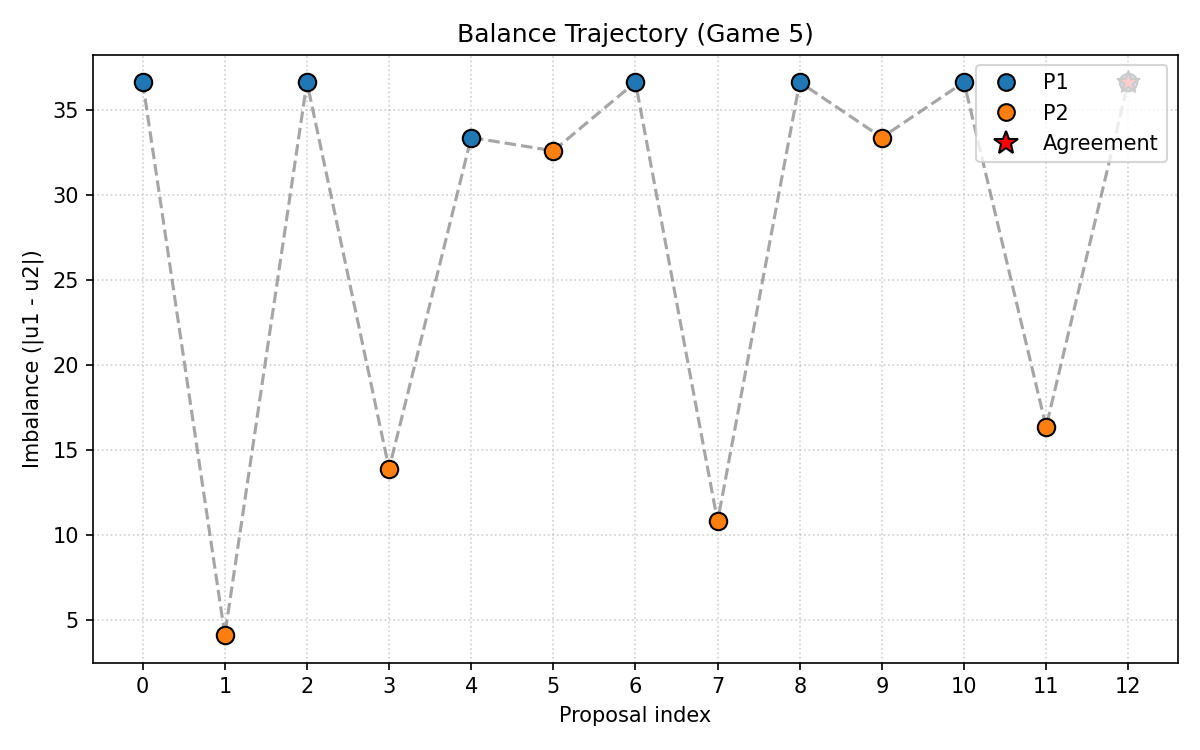 Balance Trajectory (Game 5)
P1
P2
Agreement
35
30
25
20
15
10
5
Imbalance (|u1 - u2|)
0 1 2 3 4 5 6 7 8 9 10 11 12
Proposal index